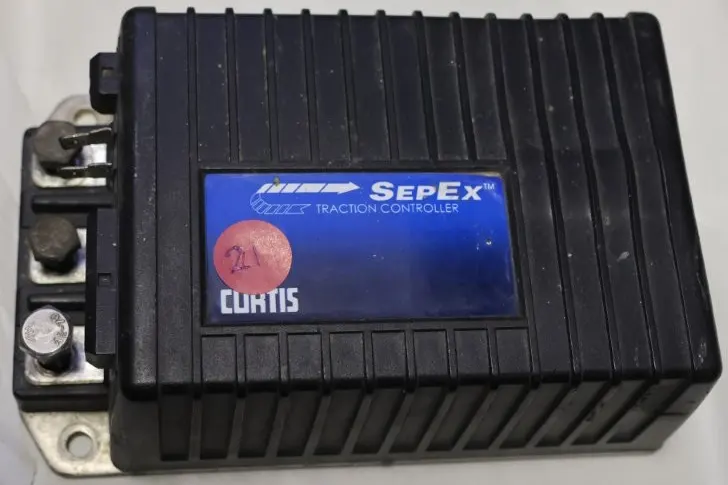 SEPEX™
TRACTION CONTROLLER
21
CURTIS